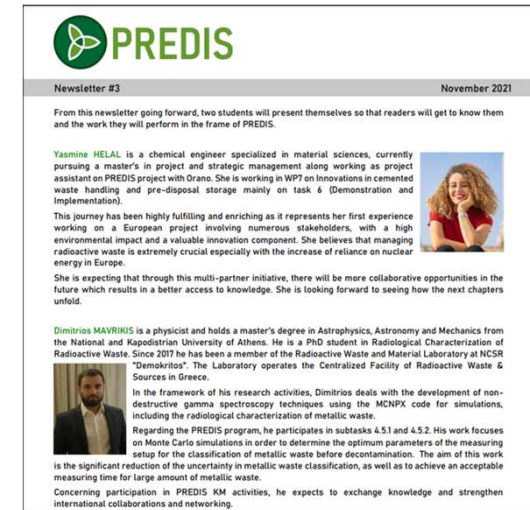 PREDIS
Newsletter #3 November 2021
From this newsletter going forward, two students will present themselves so that readers will get to know them
and the work they will perform in the frame of PREDIS.
Yasmine HELAL is a chemical engineer specialized in material sciences, currently
pursuing a master's in project and strategic management along working as project
assistant on PREDIS project with Orano. She is working in WP7 on Innovations in cemented
waste handling and pre-disposal storage mainly on task 6 (Demonstration and
Implementation).
This journey has been highly fulfilling and enriching as it represents her first experience
working on a European project involving numerous stakeholders, with a high
environmental impact and a valuable innovation component. She believes that managing
radioactive waste is extremely crucial especially with the increase of reliance on nuclear
energy in Europe.
She is expecting that through this multi-partner initiative, there will be more collaborative opportunities in the
future which results in a better access to knowledge. She is looking forward to seeing how the next chapters
unfold.
Dimitrios MAVRIKIS is a physicist and holds a master's degree in Astrophysics, Astronomy and Mechanics from
the National and Kapodistrian University of Athens. He is a PhD student in Radiological Characterization of
Radioactive Waste. Since 2017 he has been a member of the Radioactive Waste and Material Laboratory at NCSR
"Demokritos". The Laboratory operates the Centralized Facility of Radioactive Waste &
Sources in Greece.
In the framework of his research activities, Dimitrios deals with the development of non-
destructive gamma spectroscopy techniques using the MCNPX code for simulations,
including the radiological characterization of metallic waste.
Regarding the PREDIS program, he participates in subtasks 4.5.1 and 4.5.2. His work focuses
on Monte Carlo simulations in order to determine the optimum parameters of the measuring
setup for the classification of metallic waste before decontamination. The aim of this work
is the significant reduction of the uncertainty in metallic waste classification, as well as to achieve an acceptable
measuring time for large amount of metallic waste.
Concerning participation in PREDIS KM activities, he expects to exchange knowledge and strengthen
international collaborations and networking.